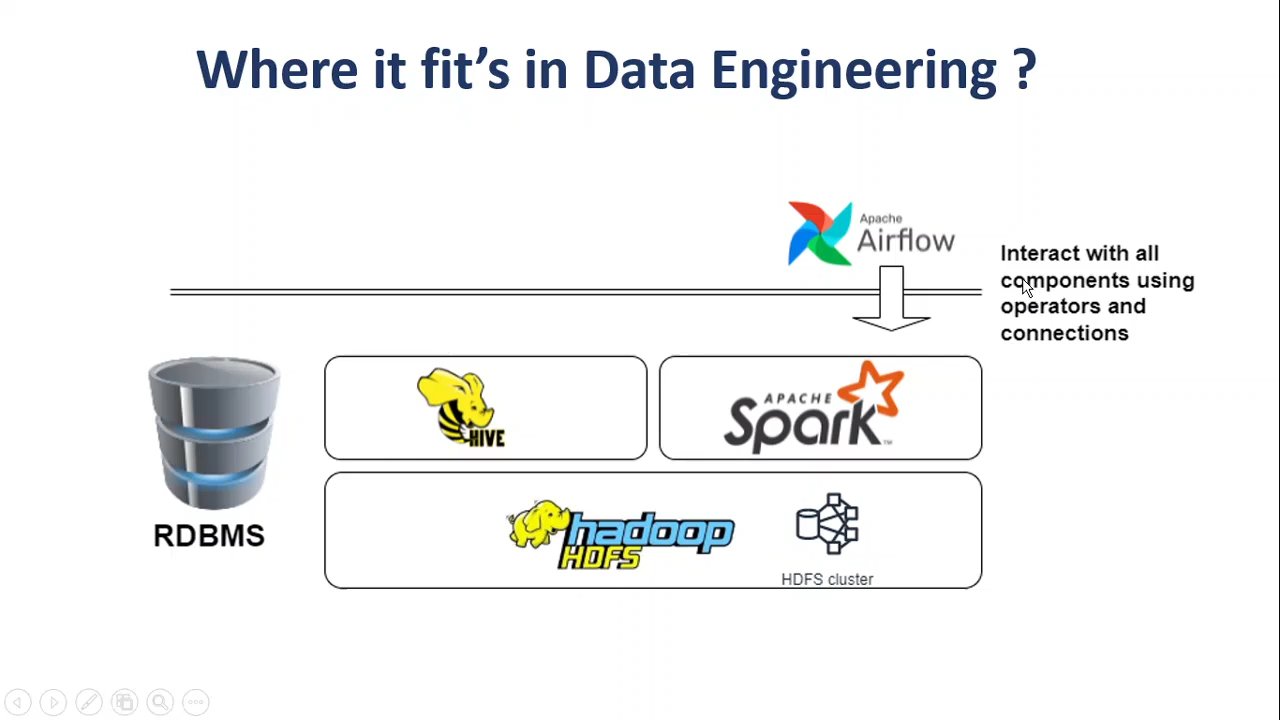 Where it fit's in Data Engineering ?
Apache
Airflow
Interact with all
components using
operators and
connections
HIVE
APACHE
Spark™
RDBMS
hadoop
HDFS
HDFS cluster